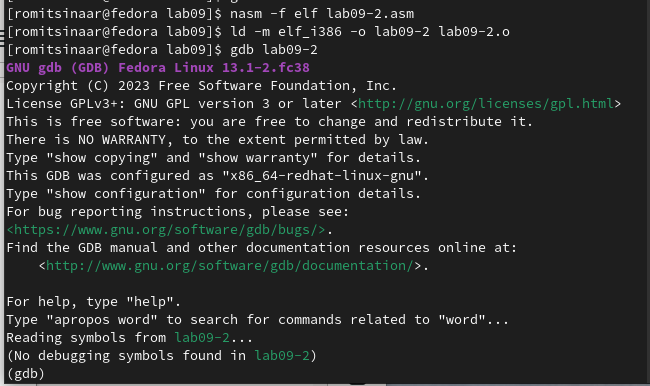 [romitsinaar@fedora lab09]$ nasm -f elf lab09-2.asm
[romitsinaar@fedora lab09]$ ld -m elf_i386 -o lab09-2 lab09-2.o
[romitsinaar@fedora lab09]$ gdb lab09-2
GNU gdb (GDB) Fedora Linux 13.1-2.fc38
Copyright (C) 2023 Free Software Foundation, Inc.
License GPLv3+: GNU GPL version 3 or later <http://gnu.org/licenses/gpl.html>
This is free software: you are free to change and redistribute it.
There is NO WARRANTY, to the extent permitted by law.
Type "show copying" and "show warranty" for details.
This GDB was configured as "x86_64-redhat-linux-gnu".
Type "show configuration" for configuration details.
For bug reporting instructions, please see:
<https://www.gnu.org/software/gdb/bugs/>.
Find the GDB manual and other documentation resources online at:
    <http://www.gnu.org/software/gdb/documentation/>.

For help, type "help".
Type "apropos word" to search for commands related to "word"...
Reading symbols from lab09-2...
(No debugging symbols found in lab09-2)
(gdb)